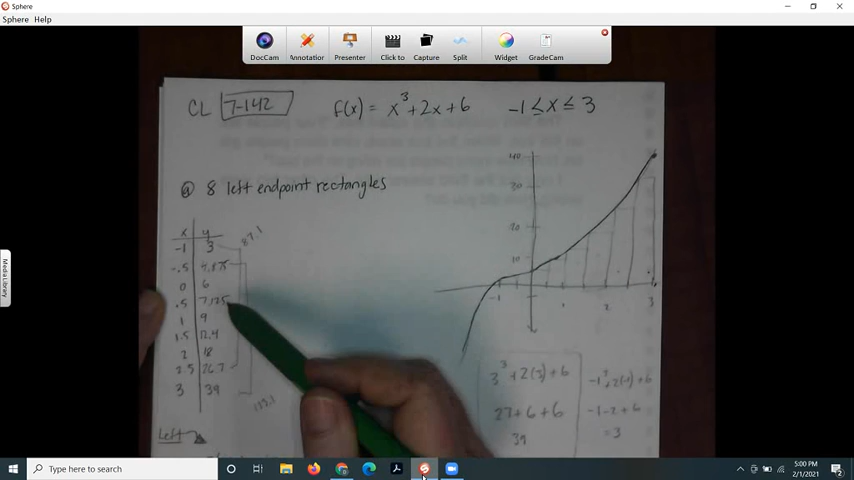 Sphere
Sphere Help
DocCam
Annotation
Presenter
Click to
Capture
Split
Widget
GradeCam
Media Library
CL 7-142 f(x) = x³+2x+6 -1≤x≤3
ⓐ 8 left endpoint rectangles
x y
-1 3
-.5 4.875
0 6
.5 7.125
1 9
1.5 12.4
2 18
2.5 26.7
3 39
87.1
Left
40
20
10
-1 1 2 3
3³+2(3)+6
27+6+6
39
-1-2+6
=3
Type here to search
5:00 PM
2/1/2021
2